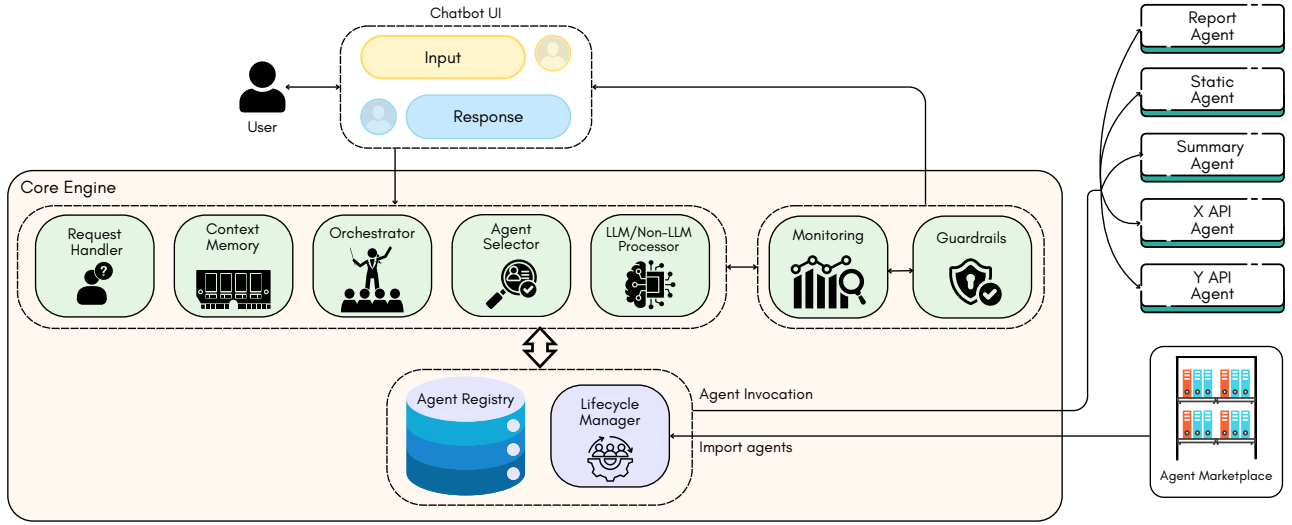 Chatbot UI
Input
Response
User
Core Engine
Request
Handler
?
Context
Memory
Orchestrator
Agent
Selector
LLM/Non-LLM
Processor
Monitoring
Guardrails
Agent Registry
Lifecycle
Manager
Agent Invocation
Import agents
Report
Agent
Static
Agent
Summary
Agent
X API
Agent
Y API
Agent
Agent Marketplace